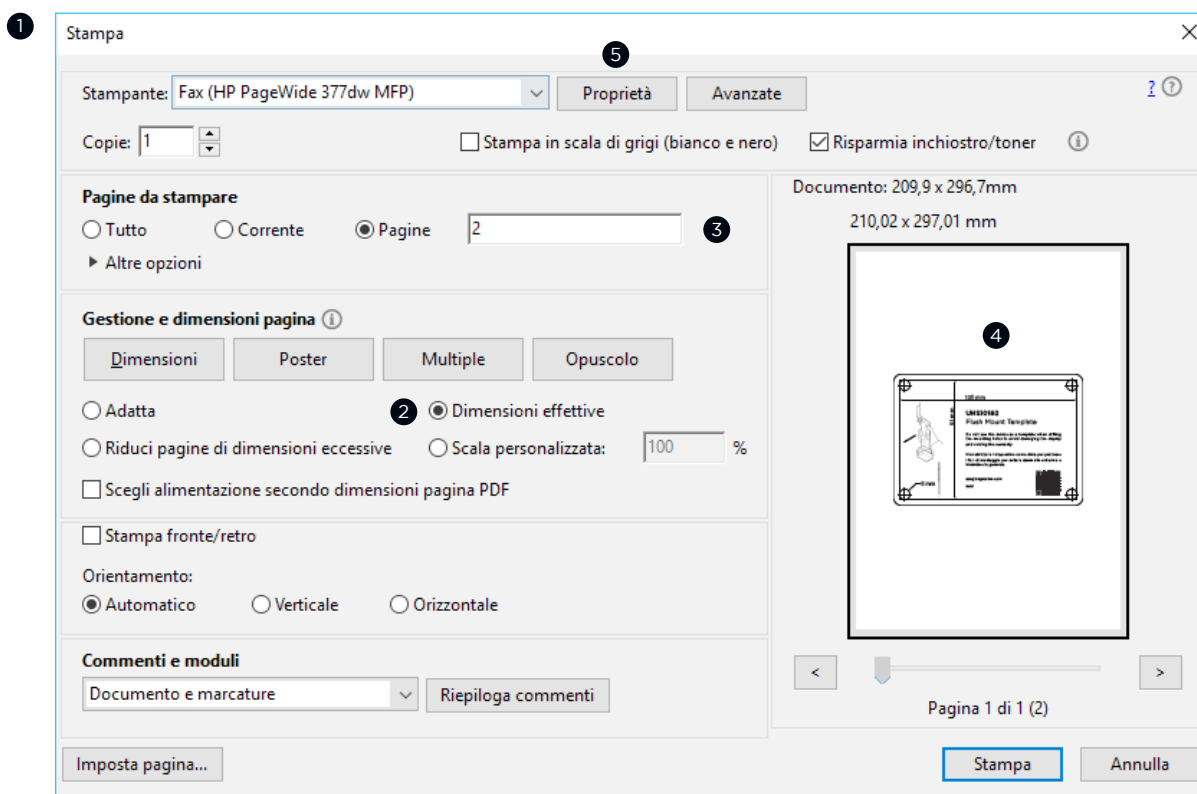 1
Stampa
5
Stampante: Fax (HP PageWide 377dw MFP) Proprietà Avanzate ?
Copie: 1 Stampa in scala di grigi (bianco e nero) Risparmia inchiostro/toner
Pagine da stampare
Tutto Corrente Pagine 2 3
Altre opzioni
Gestione e dimensioni pagina
Dimensioni Poster Multiple Opuscolo
Adatta 2 Dimensioni effettive
Riduci pagine di dimensioni eccessive Scala personalizzata: 100 %
Scegli alimentazione secondo dimensioni pagina PDF
Stampa fronte/retro
Orientamento:
Automatico Verticale Orizzontale
Commenti e moduli
Documento e marcature Riepiloga commenti
Documento: 209,9 x 296,7mm
210,02 x 297,01 mm
4
Flush Mount Template
< >
Pagina 1 di 1 (2)
Imposta pagina... Stampa Annulla